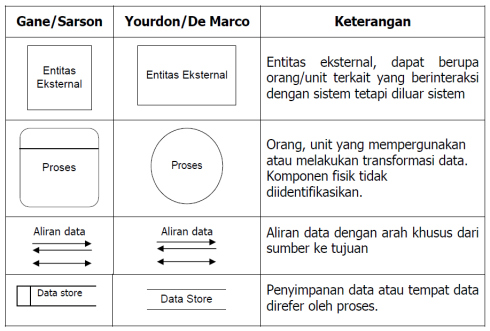 Gane/Sarson
Yourdon/De Marco
Keterangan
Entitas
Eksternal
Entitas Eksternal
Entitas eksternal, dapat berupa
orang/unit terkait yang berinteraksi
dengan sistem tetapi diluar sistem
Proses
Proses
Orang, unit yang mempergunakan
atau melakukan transformasi data.
Komponen fisik tidak
diidentifikasikan.
Aliran data
Aliran data
Aliran data dengan arah khusus dari
sumber ke tujuan
Data store
Data Store
Penyimpanan data atau tempat data
direfer oleh proses.